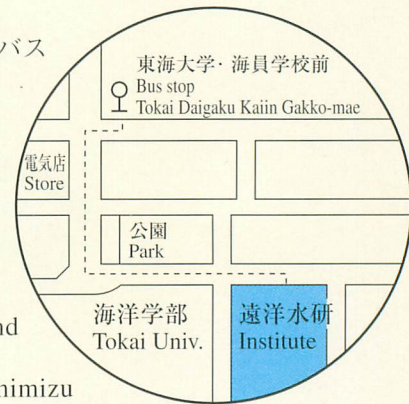 バス
東海大学・海員学校前
Bus stop
Tokai Daigaku Kaiin Gakko-mae
電気店
Store
公園
Park
海洋学部
Tokai Univ.
遠洋水研
Institute
nd
himizu